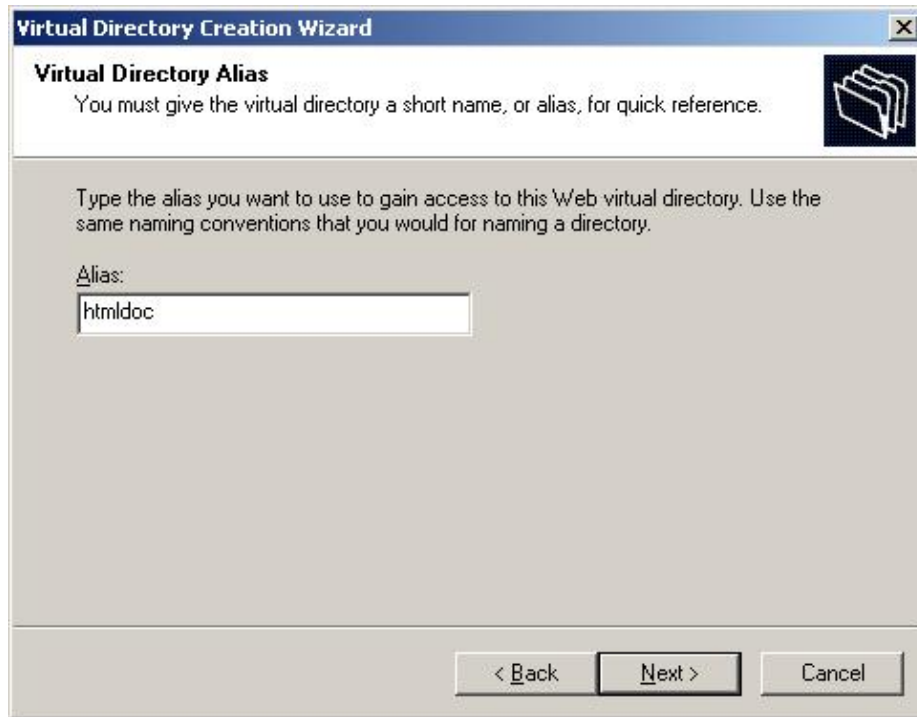 Virtual Directory Creation Wizard
Virtual Directory Alias
You must give the virtual directory a short name, or alias, for quick reference.
Type the alias you want to use to gain access to this Web virtual directory. Use the
same naming conventions that you would for naming a directory.
Alias:
htmldoc
< Back Next > Cancel